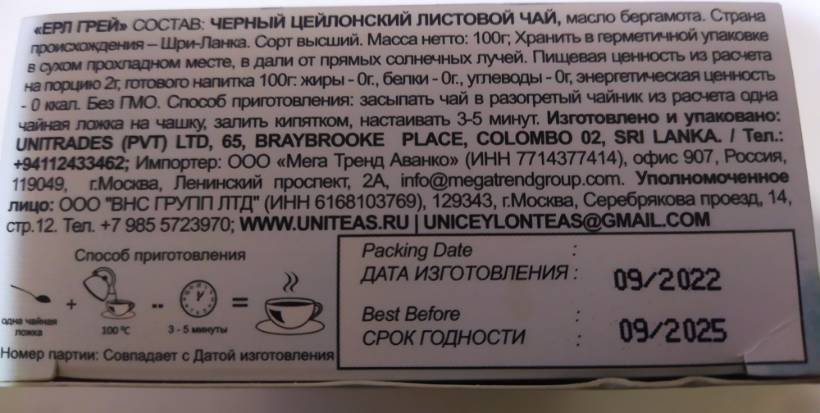 «ЕРЛ ГРЕЙ» СОСТАВ: ЧЕРНЫЙ ЦЕЙЛОНСКИЙ ЛИСТОВОЙ ЧАЙ, масло бергамота. Страна
происхождения – Шри-Ланка. Сорт высший. Масса нетто: 100г; Хранить в герметичной упаковке
в сухом прохладном месте, в дали от прямых солнечных лучей. Пищевая ценность из расчета
на порцию 2г, готового напитка 100г: жиры - 0г., белки - 0г., углеводы - 0г, энергетическая ценность
- 0 ккал. Без ГМО. Способ приготовления: засыпать чай в разогретый чайник из расчета одна
чайная ложка на чашку, залить кипятком, настаивать 3-5 минут. Изготовлено и упаковано:
UNITRADES (PVT) LTD, 65, BRAYBROOKE PLACE, COLOMBO 02, SRI LANKA. / Тел.:
+94112433462; Импортер: ООО «Мега Тренд Аванко» (ИНН 7714377414), офис 907, Россия,
119049, г.Москва, Ленинский проспект, 2А, info@megatrendgroup.com. Уполномоченное
лицо: ООО "ВНС ГРУПП ЛТД" (ИНН 6168103769), 129343, г.Москва, Серебрякова проезд, 14,
стр.12. Тел. +7 985 5723970; WWW.UNITEAS.RU | UNICEYLONTEAS@GMAIL.COM
Способ приготовления
+ -- =
одна чайная ложка 100 °C 3 - 5 минуты
Номер партии: Совпадает с Датой изготовления
Packing Date :
ДАТА ИЗГОТОВЛЕНИЯ : 09/2022
Best Before :
СРОК ГОДНОСТИ : 09/2025